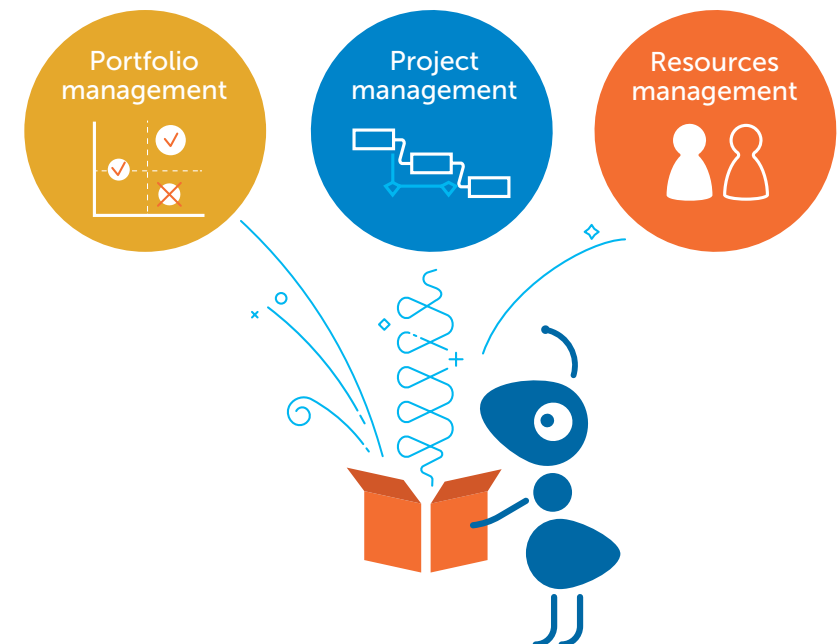 Portfolio
management
Project
management
Resources
management